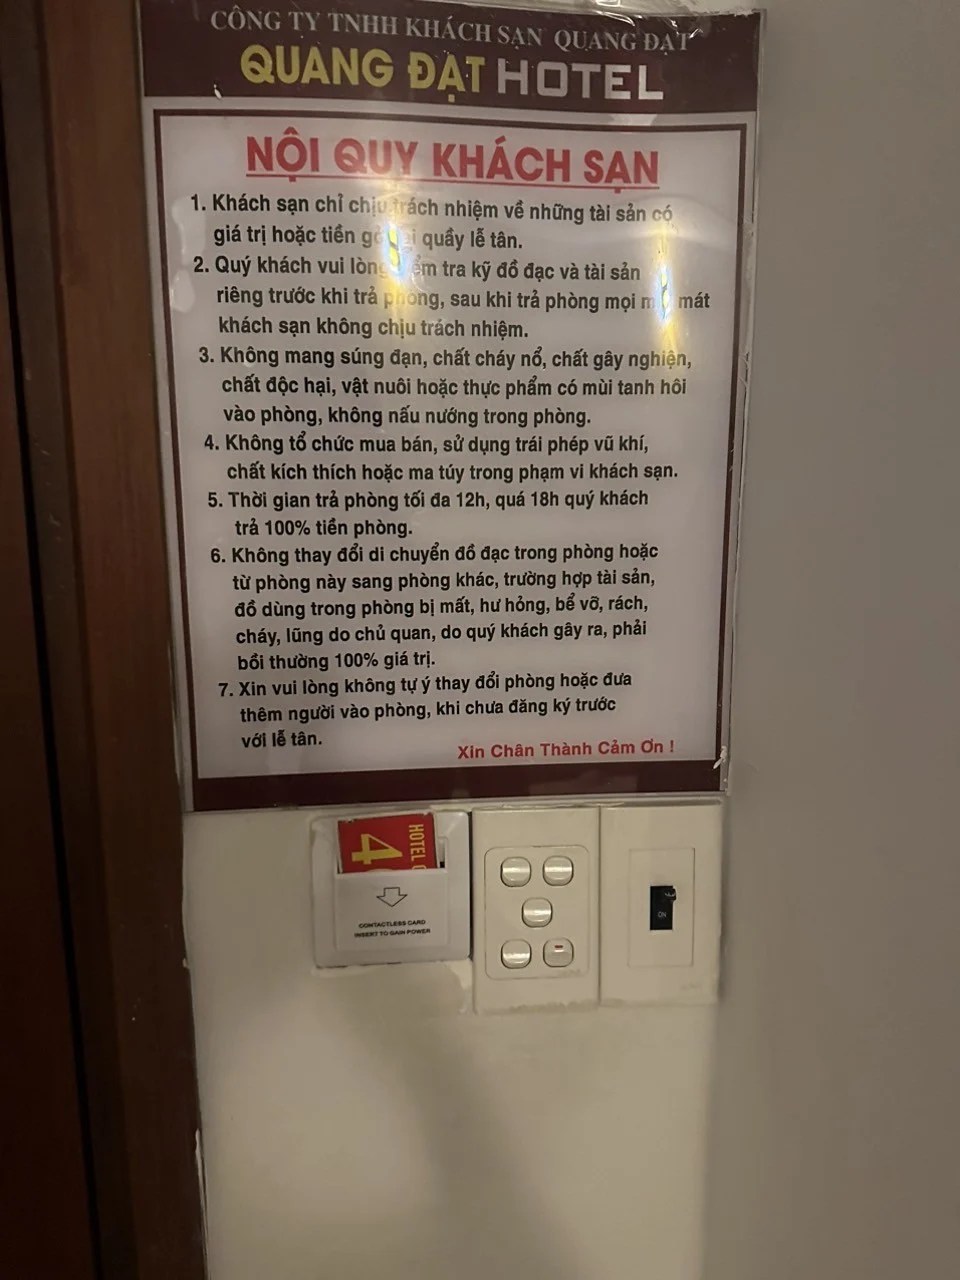 CÔNG TY TNHH KHÁCH SẠN QUANG ĐẠT
QUANG ĐẠT HOTEL
NỘI QUY KHÁCH SẠN
1. Khách sạn chỉ chịu trách nhiệm về những tài sản có
giá trị hoặc tiền quầy lễ tân.
2. Quý khách vui lòng kiểm tra kỹ đồ đạc và tài sản
riêng trước khi trả phòng, sau khi trả phòng mọi mát
khách sạn không chịu trách nhiệm.
3. Không mang súng đạn, chất cháy nổ, chất gây nghiện,
chất độc hại, vật nuôi hoặc thực phẩm có mùi tanh hôi
vào phòng, không nấu nướng trong phòng.
4. Không tổ chức mua bán, sử dụng trái phép vũ khí,
chất kích thích hoặc ma túy trong phạm vi khách sạn.
5. Thời gian trả phòng tối đa 12h, quá 18h quý khách
trả 100% tiền phòng.
6. Không thay đổi di chuyển đồ đạc trong phòng hoặc
từ phòng này sang phòng khác, trường hợp tài sản,
đồ dùng trong phòng bị mất, hư hỏng, bể vỡ, rách,
cháy, lũng do chủ quan, do quý khách gây ra, phải
bồi thường 100% giá trị.
7. Xin vui lòng không tự ý thay đổi phòng hoặc đưa
thêm người vào phòng, khi chưa đăng ký trước
với lễ tân.
Xin Chân Thành Cảm Ơn !
HOTEL
4
CONTACTLESS CARD
INSERT TO GAIN POWER
ON